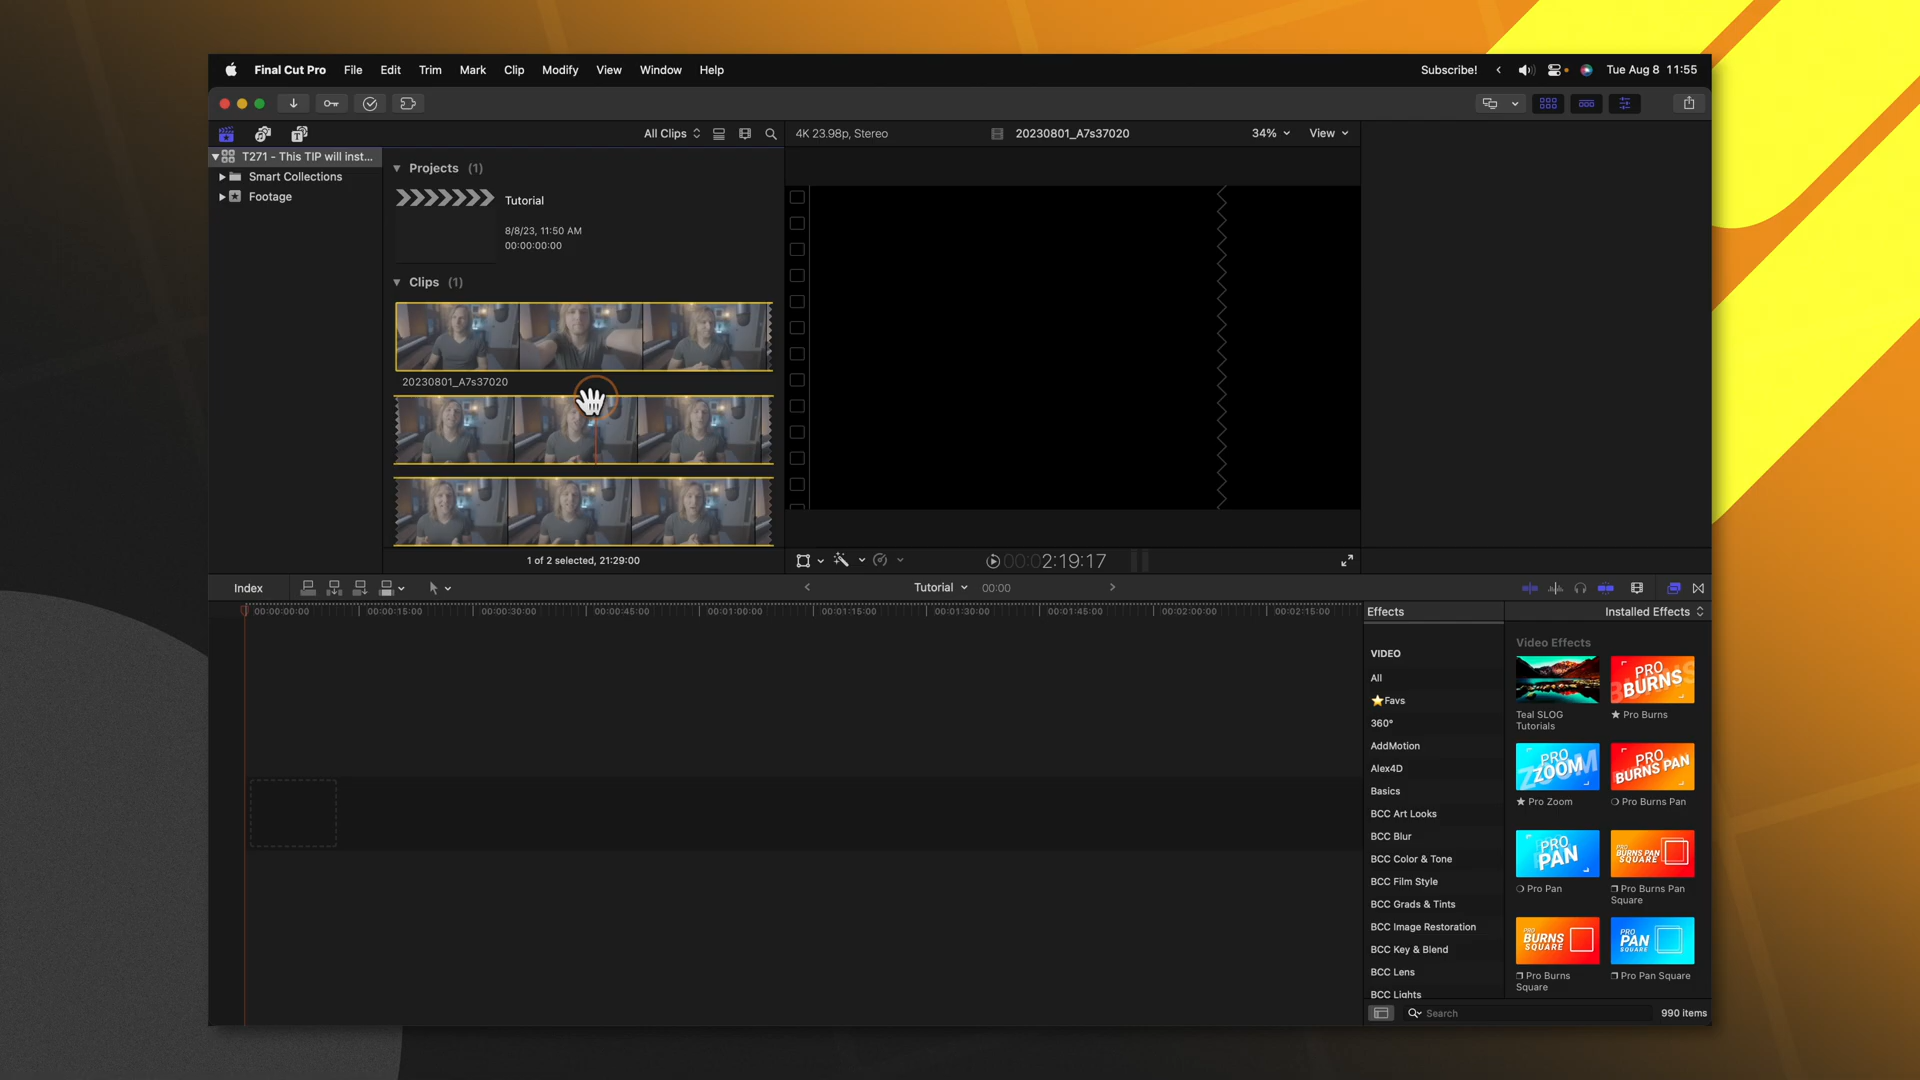 Final Cut Pro File Edit Trim Mark Clip Modify View Window Help Subscribe! Tue Aug 8 11:55
All Clips 4K 23.98p, Stereo 20230801_A7s37020 34% View
T271 - This TIP will inst...
Smart Collections
Footage
Projects (1)
Tutorial
8/8/23, 11:50 AM
00:00:00:00
Clips (1)
20230801_A7s37020
1 of 2 selected, 21:29:00
00:00:2:19:17
Index
Tutorial 00:00
00:00:00:00 00:00:15:00 00:00:30:00 00:00:45:00 00:01:00:00 00:01:15:00 00:01:30:00 00:01:45:00 00:02:00:00 00:02:15:00
Effects
Installed Effects
VIDEO
All
⭐Favs
360°
AddMotion
Alex4D
Basics
BCC Art Looks
BCC Blur
BCC Color & Tone
BCC Film Style
BCC Grads & Tints
BCC Image Restoration
BCC Key & Blend
BCC Lens
BCC Lights
Video Effects
Teal SLOG
Tutorials
PRO
BURNS
Pro Burns
PRO
ZOOM
Pro Zoom
PRO
BURNS PAN
Pro Burns Pan
PRO
PAN
Pro Pan
PRO
BURNS PAN
SQUARE
Pro Burns Pan
Square
PRO
BURNS
SQUARE
Pro Burns
Square
PRO
PAN
SQUARE
Pro Pan Square
Search
990 items